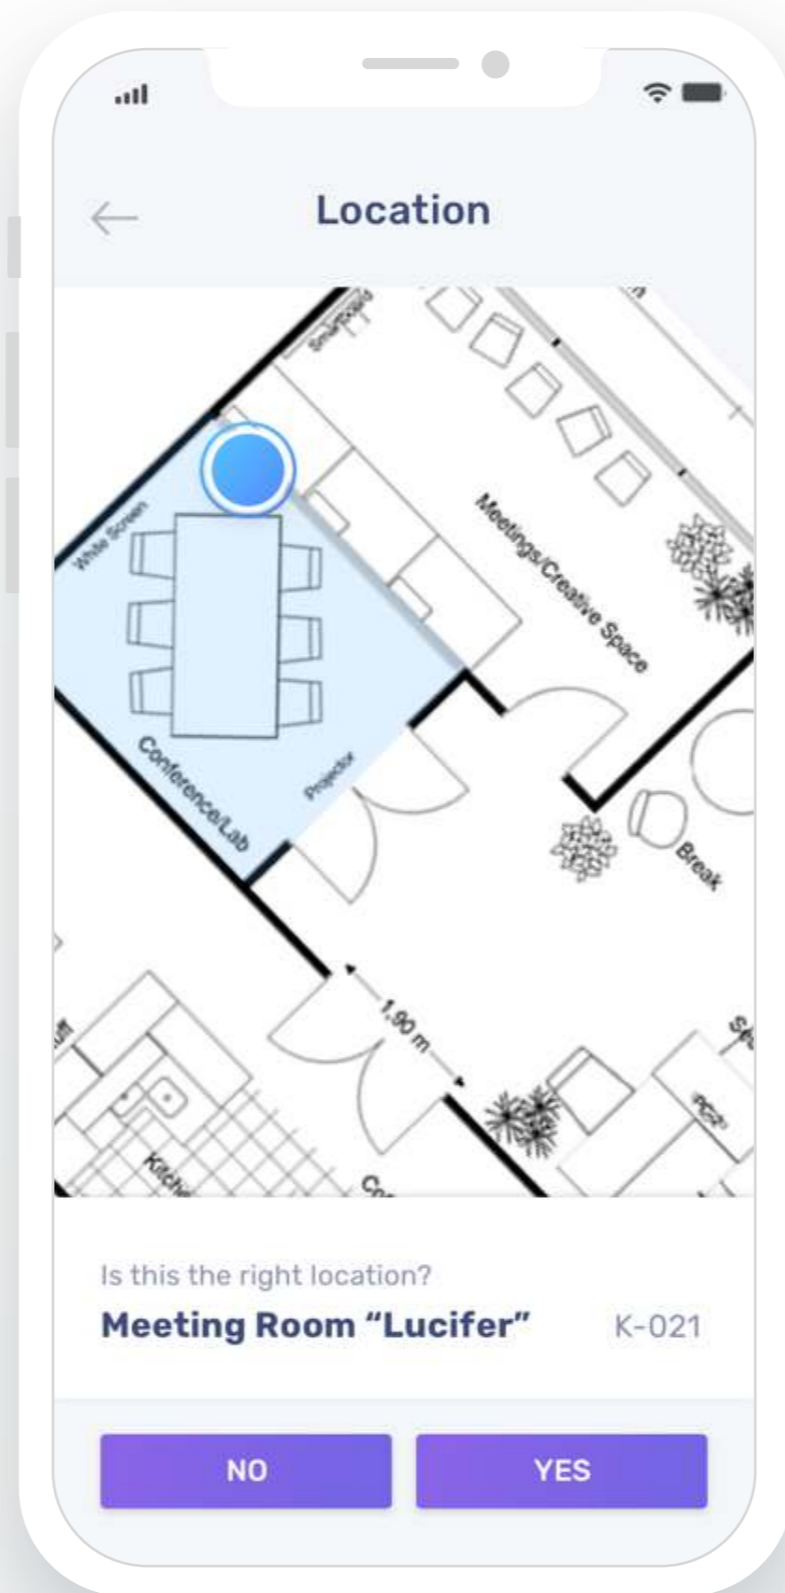 Location
Smartboard
White Screen
Meetings/Creative Space
Conference/Lab
Projector
Break
1,90 m
Is this the right location?
Meeting Room “Lucifer”
K-021
NO
YES